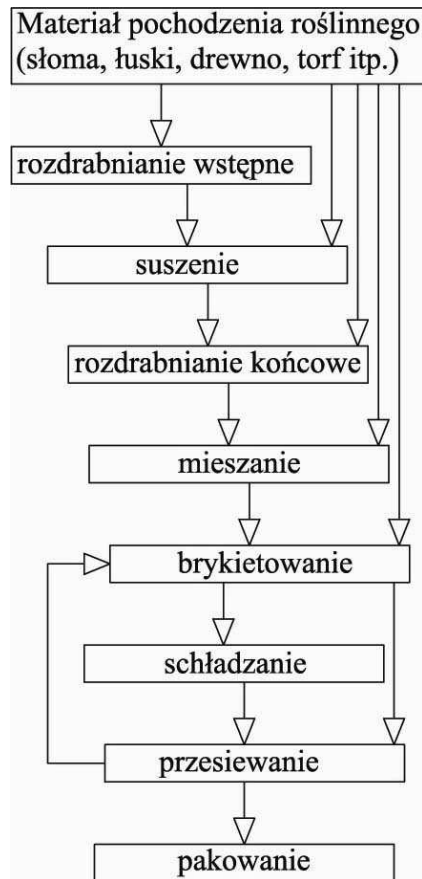 Materiał pochodzenia roślinnego
(słoma, łuski, drewno, torf itp.)
rozdrabnianie wstępne
suszenie
rozdrabnianie końcowe
mieszanie
brykietowanie
schładzanie
przesiewanie
pakowanie